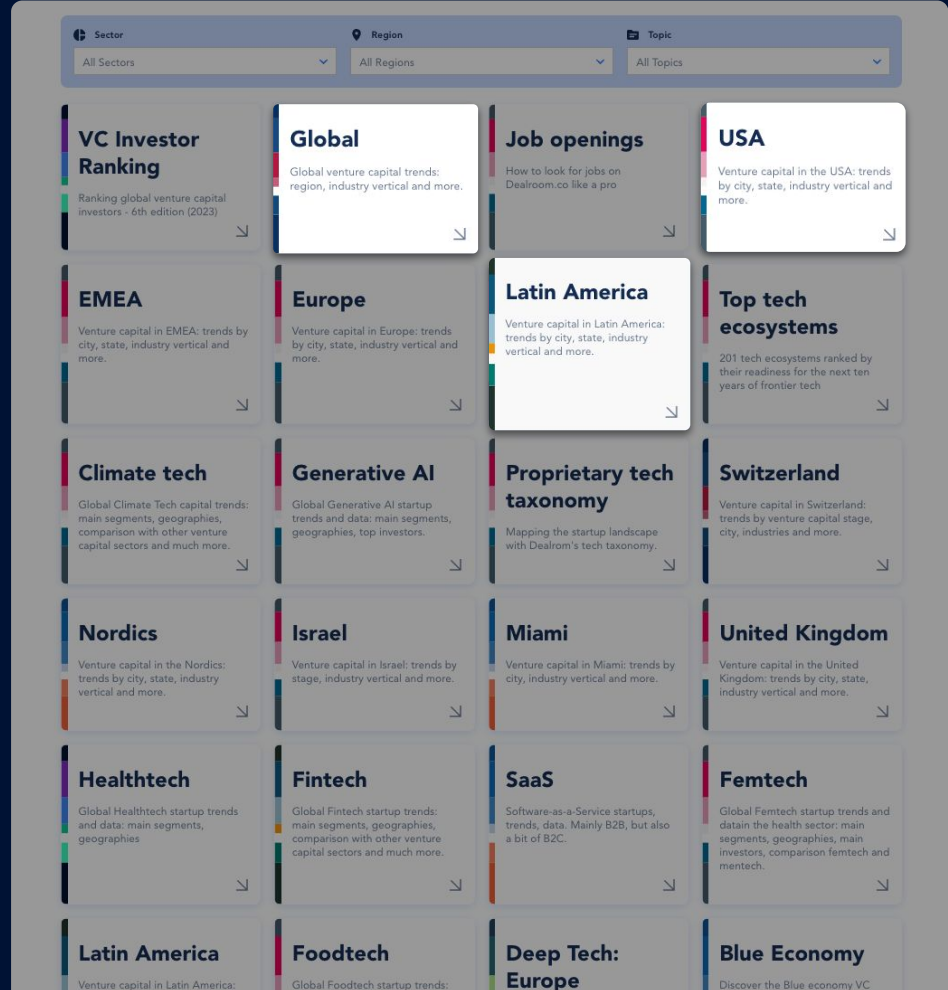 Sector
Region
Topic
All Sectors
All Regions
All Topics
VC Investor
Ranking
Ranking global venture capital
investors - 6th edition (2023)
Global
Global venture capital trends:
region, industry vertical and more.
Job openings
How to look for jobs on
Dealroom.co like a pro
USA
Venture capital in the USA: trends
by city, state, industry vertical and
more.
EMEA
Venture capital in EMEA: trends by
city, state, industry vertical and
more.
Europe
Venture capital in Europe: trends
by city, state, industry vertical and
more.
Latin America
Venture capital in Latin America:
trends by city, state, industry
vertical and more.
Top tech
ecosystems
201 tech ecosystems ranked by
their readiness for the next ten
years of frontier tech
Climate tech
Global Climate Tech capital trends:
main segments, geographies,
comparison with other venture
capital sectors and much more.
Generative AI
Global Generative AI startup
trends and data: main segments,
geographies, top investors.
Proprietary tech
taxonomy
Mapping the startup landscape
with Dealrom's tech taxonomy.
Switzerland
Venture capital in Switzerland:
trends by venture capital stage,
city, industries and more.
Nordics
Venture capital in the Nordics:
trends by city, state, industry
vertical and more.
Israel
Venture capital in Israel: trends by
stage, industry vertical and more.
Miami
Venture capital in Miami: trends by
city, industry vertical and more.
United Kingdom
Venture capital in the United
Kingdom: trends by city, state,
industry vertical and more.
Healthtech
Global Healthtech startup trends
and data: main segments,
geographies
Fintech
Global Fintech startup trends:
main segments, geographies,
comparison with other venture
capital sectors and much more.
SaaS
Software-as-a-Service startups,
trends, data. Mainly B2B, but also
a bit of B2C.
Femtech
Global Femtech startup trends and
datain the health sector: main
segments, geographies, main
investors, comparison femtech and
mentech.
Latin America
Venture capital in Latin America:
Foodtech
Global Foodtech startup trends:
Deep Tech:
Europe
Blue Economy
Discover the Blue economy VC